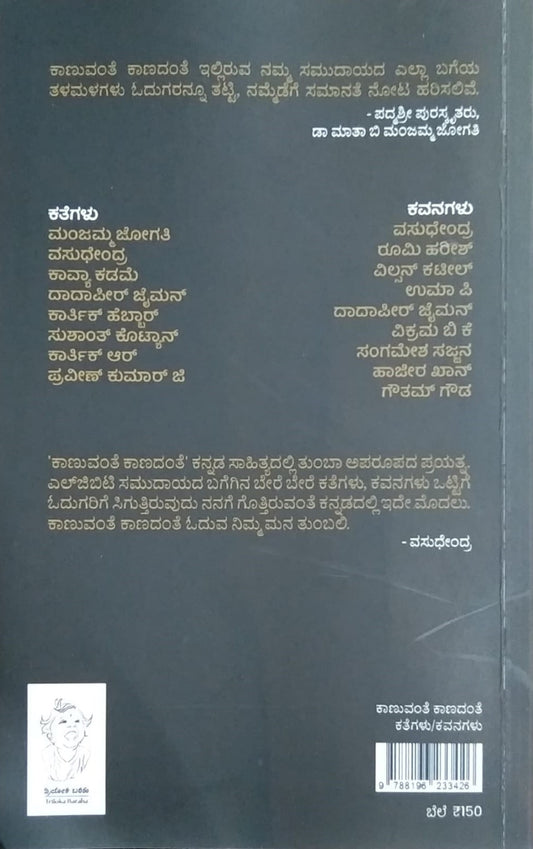 ಕಾಣುವಂತೆ ಕಾಣದಂತೆ ಇಲ್ಲಿರುವ ನಮ್ಮ ಸಮುದಾಯದ ಎಲ್ಲಾ ಬಗೆಯ
ತಳಮಳಗಳು ಓದುಗರನ್ನೂ ತಟ್ಟಿ, ನಮ್ಮೆಡೆಗೆ ಸಮಾನತೆ ನೋಟ ಹರಿಸಲಿವೆ.
- ಪದ್ಮಶ್ರೀ ಪುರಸ್ಕೃತರು,
ಡಾ ಮಾತಾ ಬಿ ಮಂಜಮ್ಮ ಜೋಗತಿ
ಕತೆಗಳು
ಮಂಜಮ್ಮ ಜೋಗತಿ
ವಸುಧೇಂದ್ರ
ಕಾವ್ಯಾ ಕಡಮೆ
ದಾದಾಪೀರ್ ಜೈಮನ್
ಕಾರ್ತಿಕ್ ಹೆಬ್ಬಾರ್
ಸುಶಾಂತ್ ಕೊಟ್ಯಾನ್
ಕಾರ್ತಿಕ್ ಆರ್
ಪ್ರವೀಣ್ ಕುಮಾರ್ ಜಿ
ಕವನಗಳು
ವಸುಧೇಂದ್ರ
ರೂಮಿ ಹರೀಶ್
ವಿಲ್ಸನ್ ಕಟೀಲ್
ಉಮಾ ಪಿ
ದಾದಾಪೀರ್ ಜೈಮನ್
ವಿಕ್ರಮ ಬಿ ಕೆ
ಸಂಗಮೇಶ ಸಜ್ಜನ
ಹಾಜೀರ ಖಾನ್
ಗೌತಮ್ ಗೌಡ
'ಕಾಣುವಂತೆ ಕಾಣದಂತೆ' ಕನ್ನಡ ಸಾಹಿತ್ಯದಲ್ಲಿ ತುಂಬಾ ಅಪರೂಪದ ಪ್ರಯತ್ನ.
ಎಲ್‌ಜಿಬಿಟಿ ಸಮುದಾಯದ ಬಗೆಗಿನ ಬೇರೆ ಬೇರೆ ಕತೆಗಳು, ಕವನಗಳು ಒಟ್ಟಿಗೆ
ಓದುಗರಿಗೆ ಸಿಗುತ್ತಿರುವುದು ನನಗೆ ಗೊತ್ತಿರುವಂತೆ ಕನ್ನಡದಲ್ಲಿ ಇದೇ ಮೊದಲು.
ಕಾಣುವಂತೆ ಕಾಣದಂತೆ ಓದುವ ನಿಮ್ಮ ಮನ ತುಂಬಲಿ.
- ವಸುಧೇಂದ್ರ
ಕಾಣುವಂತೆ ಕಾಣದಂತೆ
ಕತೆಗಳು/ಕವನಗಳು
9 788196 233426
ಬೆಲೆ ₹150